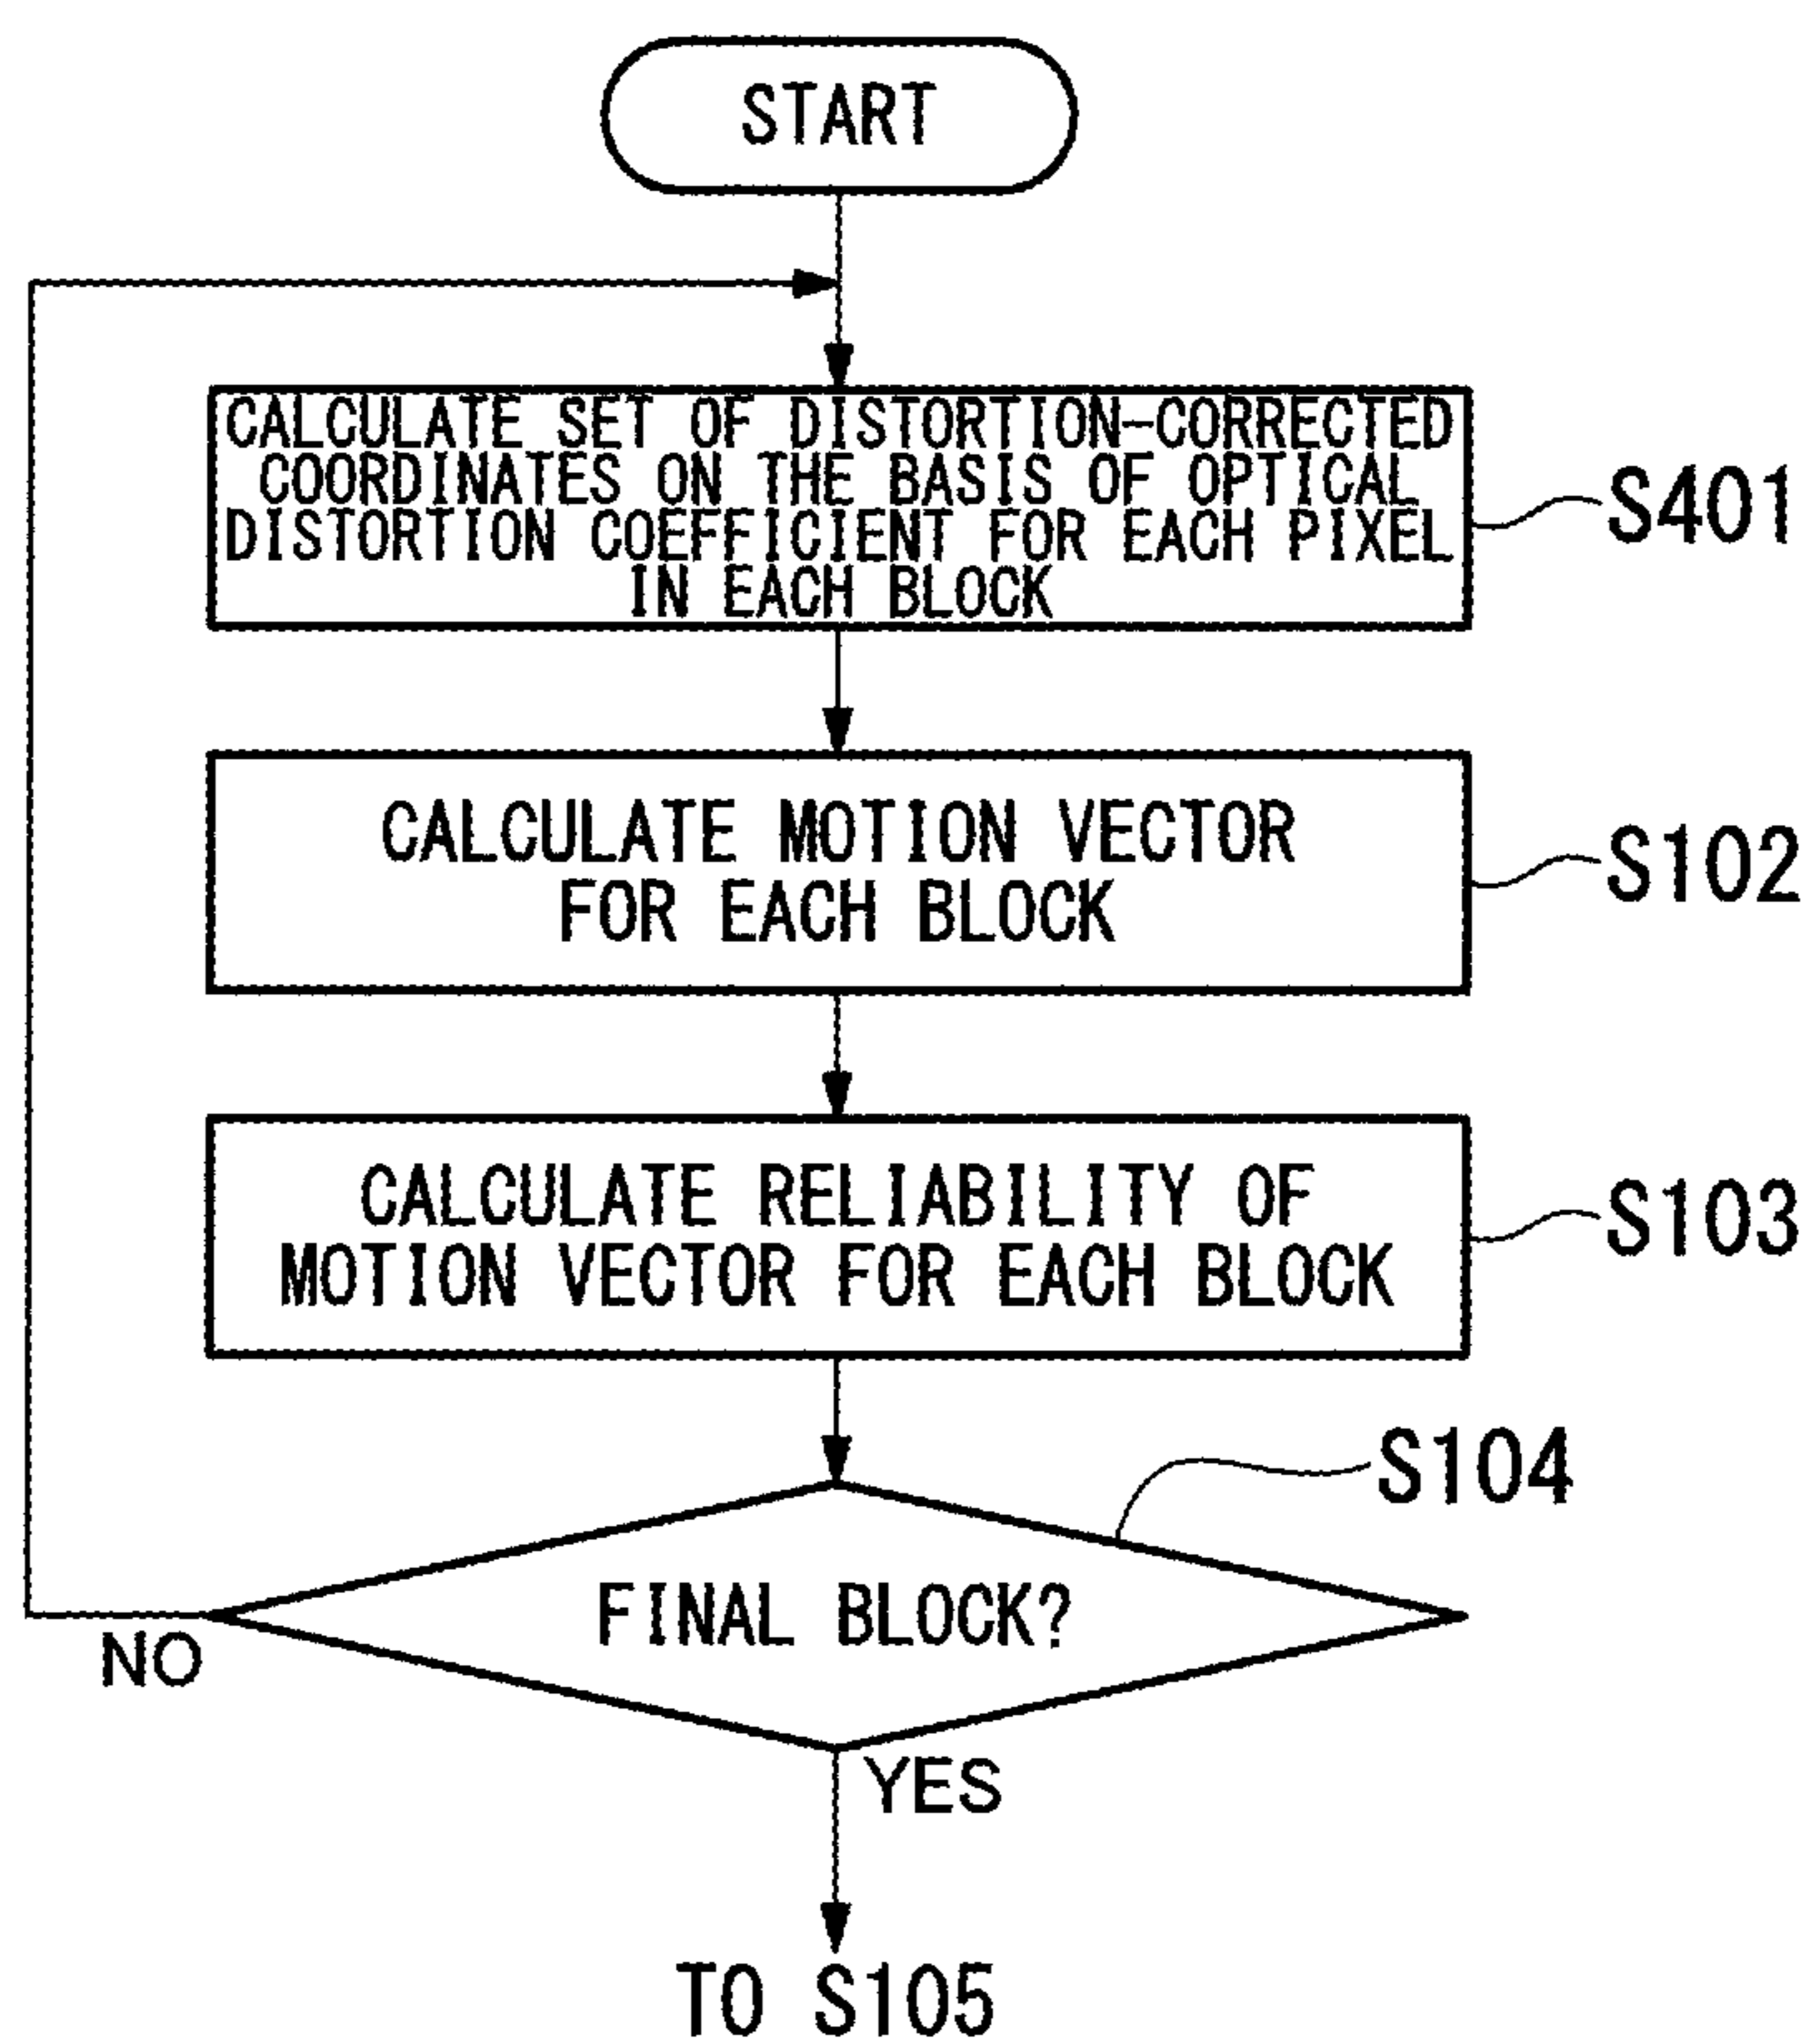 START
CALCULATE SET OF DISTORTION-CORRECTED
COORDINATES ON THE BASIS OF OPTICAL
DISTORTION COEFFICIENT FOR EACH PIXEL
IN EACH BLOCK
S401
CALCULATE MOTION VECTOR
FOR EACH BLOCK
S102
CALCULATE RELIABILITY OF
MOTION VECTOR FOR EACH BLOCK
S103
S104
FINAL BLOCK?
NO
YES
TO S105